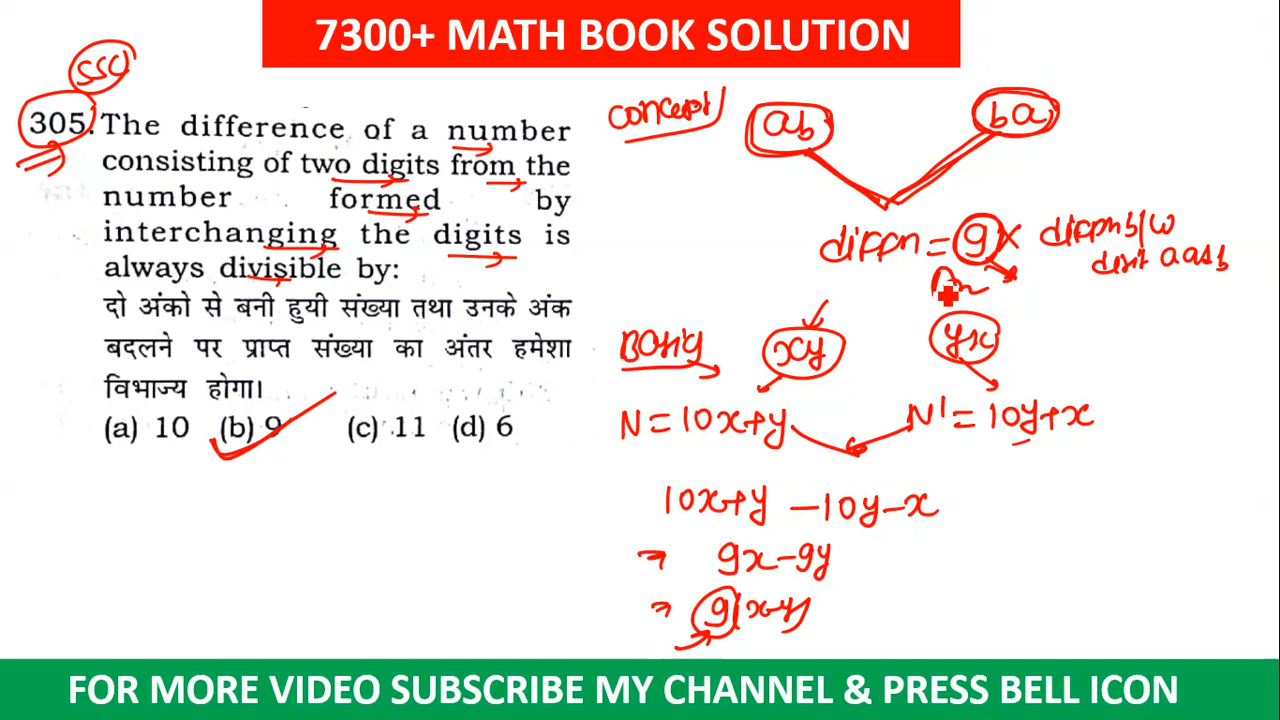 7300+ MATH BOOK SOLUTION
SSC
305. The difference of a number
consisting of two digits from the
number formed by
interchanging the digits is
always divisible by:
दो अंको से बनी हुयी संख्या तथा उनके अंक
बदलने पर प्राप्त संख्या का अंतर हमेशा
विभाज्य होगा।
(a) 10 (b) 9 (c) 11 (d) 6
concept
ab ba
diffn = 9 ×
xy yx
N = 10x+y N' = 10y+x
10x+y - 10y - x
→ 9x - 9y
→ 9(x-y)
FOR MORE VIDEO SUBSCRIBE MY CHANNEL & PRESS BELL ICON